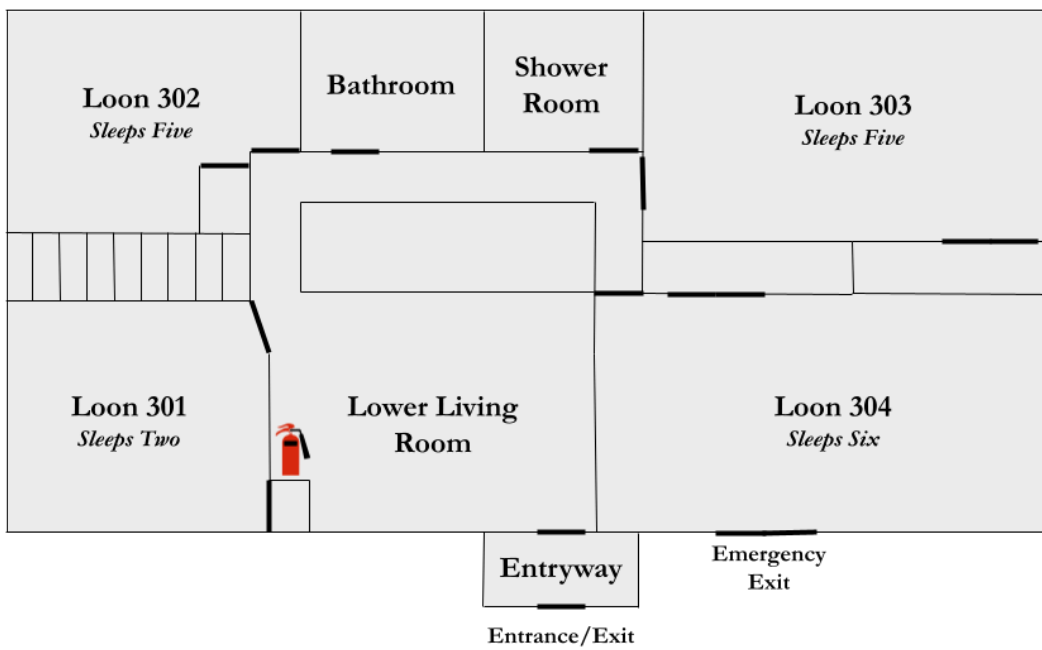 Loon 302
Sleeps Five
Bathroom
Shower
Room
Loon 303
Sleeps Five
Loon 301
Sleeps Two
Lower Living
Room
Loon 304
Sleeps Six
Entryway
Emergency
Exit
Entrance/Exit